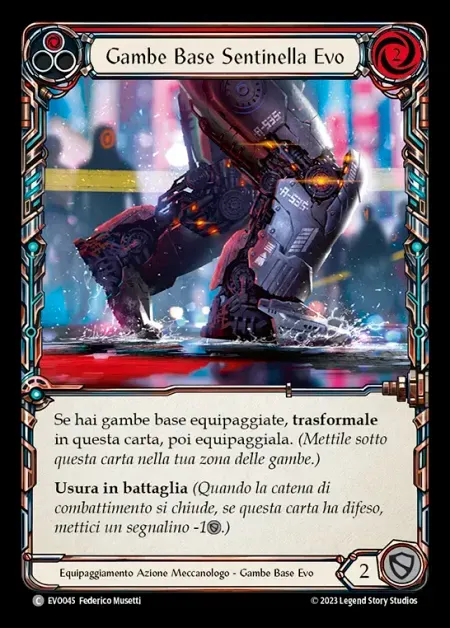 Gambe Base Sentinella Evo
2
A-535
A-535
Se hai gambe base equipaggiate, trasformale
in questa carta, poi equipaggiala. (Mettile sotto
questa carta nella tua zona delle gambe.)
Usura in battaglia (Quando la catena di
combattimento si chiude, se questa carta ha difeso,
mettici un segnalino -1.)
Equipaggiamento Azione Meccanologo - Gambe Base Evo
2
C EVO045 Federico Musetti
© 2023 Legend Story Studios